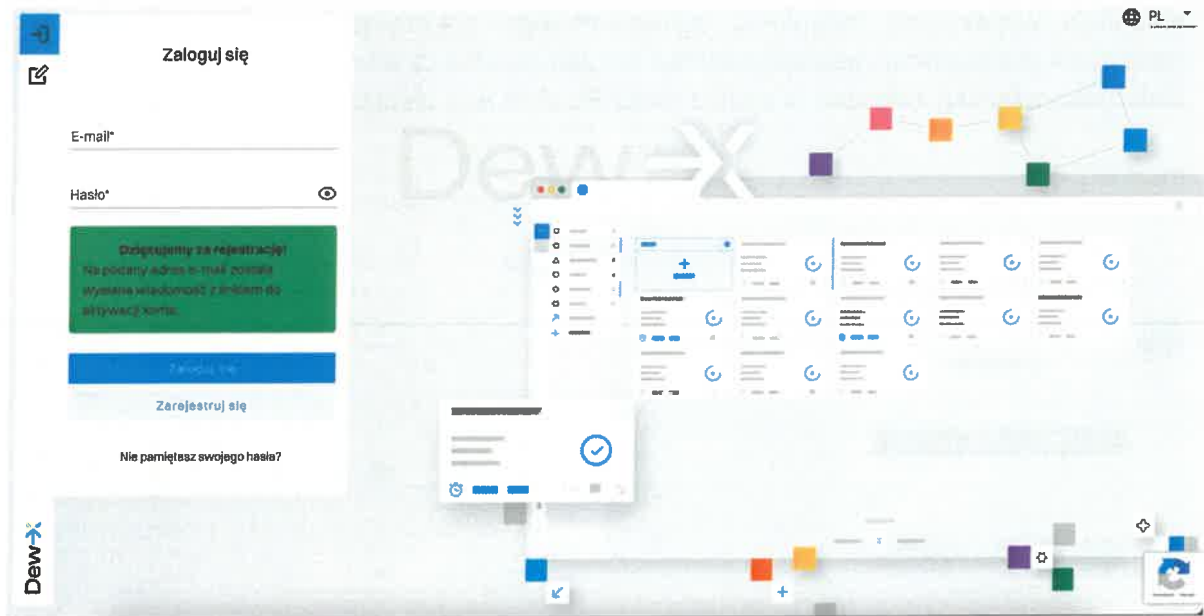 PL
Zaloguj się
E-mail*
Hasło*
Dziękujemy za rejestrację!
Na podany adres e-mail została
wysłana wiadomość z linkiem do
aktywacji konta.
Zaloguj się
Zarejestruj się
Nie pamiętasz swojego hasła?
Dew-X
Dew-X